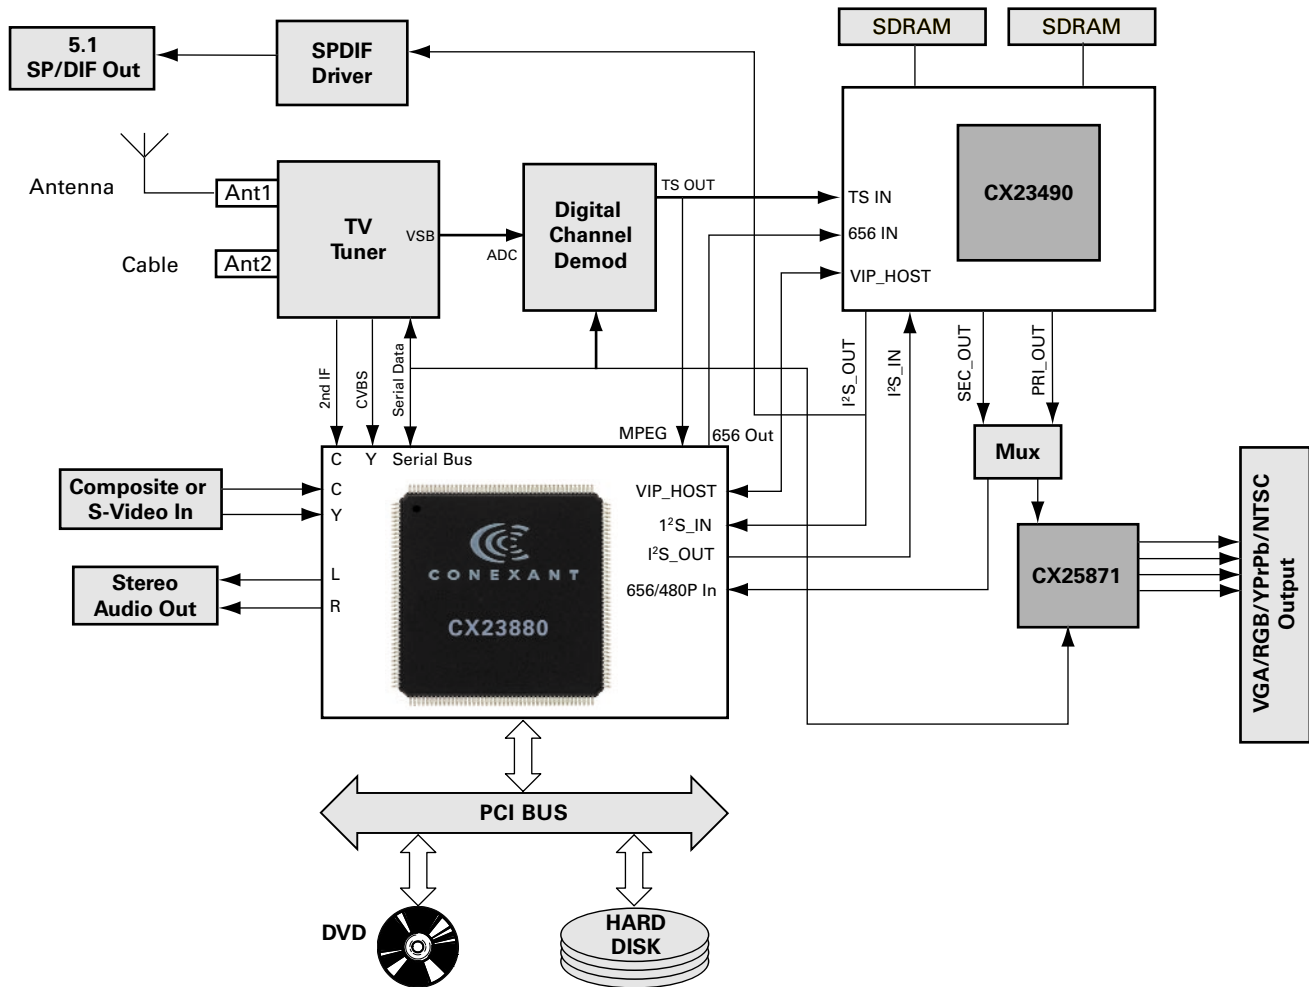 SDRAM
SDRAM
5.1
SP/DIF Out
SPDIF
Driver
CX23490
TS IN
656 IN
VIP_HOST
Antenna
Ant1
Cable
Ant2
TV
Tuner
VSB
ADC
Digital
Channel
Demod
TS OUT
2nd IF
CVBS
Serial Data
I²S_OUT
I²S_IN
SEC_OUT
PRI_OUT
MPEG
656 Out
Mux
C
Y
Serial Bus
Composite or
S-Video In
C
Y
VIP_HOST
1²S_IN
I²S_OUT
656/480P In
CONEXANT
CX23880
Stereo
Audio Out
L
R
CX25871
VGA/RGB/YPrPb/NTSC
Output
PCI BUS
DVD
HARD
DISK